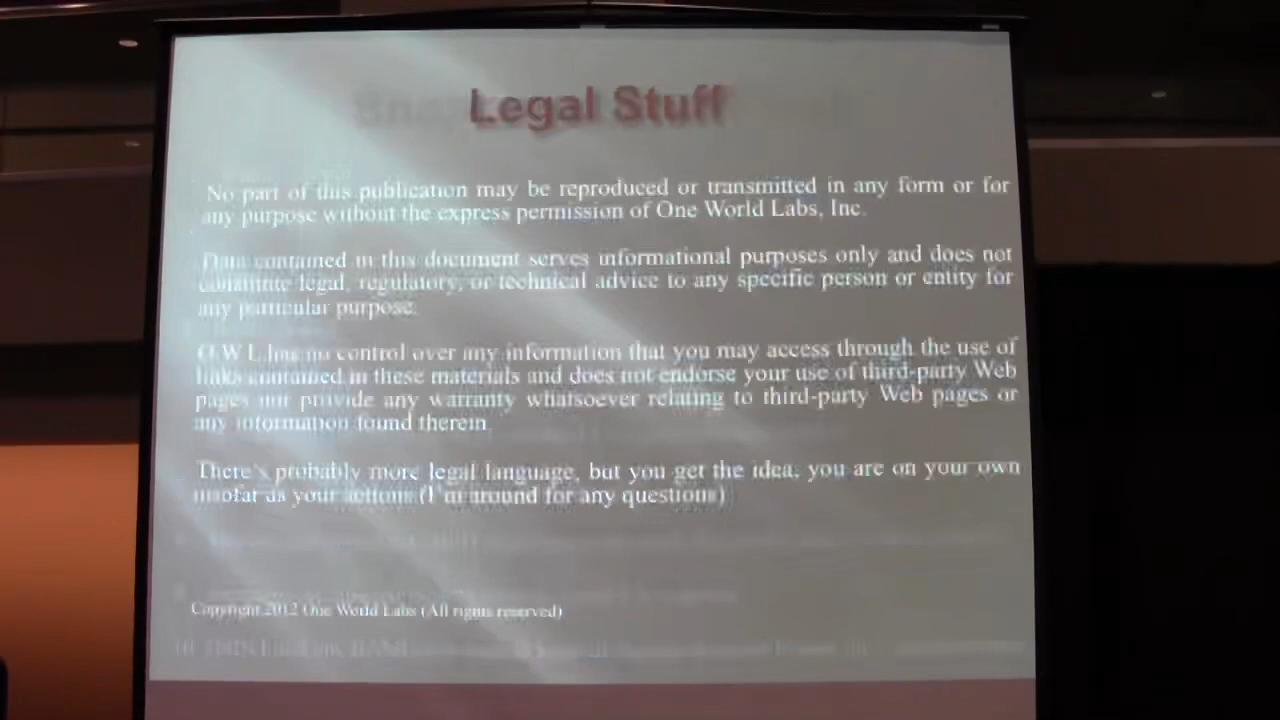 Legal Stuff
No part of this publication may be reproduced or transmitted in any form or for
any purpose without the express permission of One World Labs, Inc.
Data contained in this document serves informational purposes only and does not
constitute legal, regulatory, or technical advice to any specific person or entity for
any particular purpose.
O.W.L.has no control over any information that you may access through the use of
links contained in these materials and does not endorse your use of third-party Web
pages nor provide any warranty whatsoever relating to third-party Web pages or
any information found therein.
There's probably more legal language, but you get the idea, you are on your own
insofar as your actions (I'm around for any questions)
Copyright 2012 One World Labs (All rights reserved)